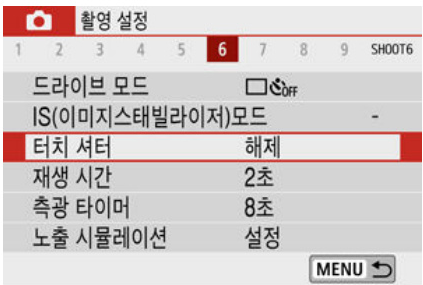 촬영 설정
1 2 3 4 5 6 7 8 9 SHOOT6
드라이브 모드 OFF
IS(이미지스태빌라이저)모드 -
터치 셔터 해제
재생 시간 2초
측광 타이머 8초
노출 시뮬레이션 설정
MENU